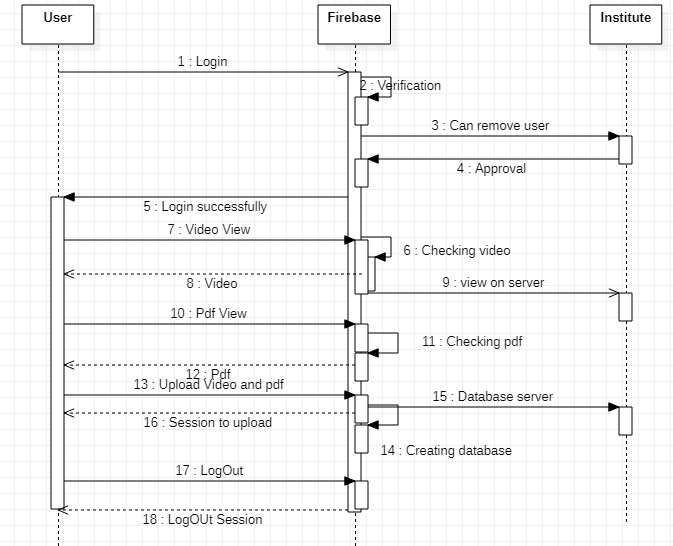 User
Firebase
Institute
1 : Login
2 : Verification
3 : Can remove user
4 : Approval
5 : Login successfully
7 : Video View
6 : Checking video
8 : Video
9 : view on server
10 : Pdf View
11 : Checking pdf
12 : Pdf
13 : Upload Video and pdf
15 : Database server
16 : Session to upload
14 : Creating database
17 : LogOut
18 : LogOUt Session